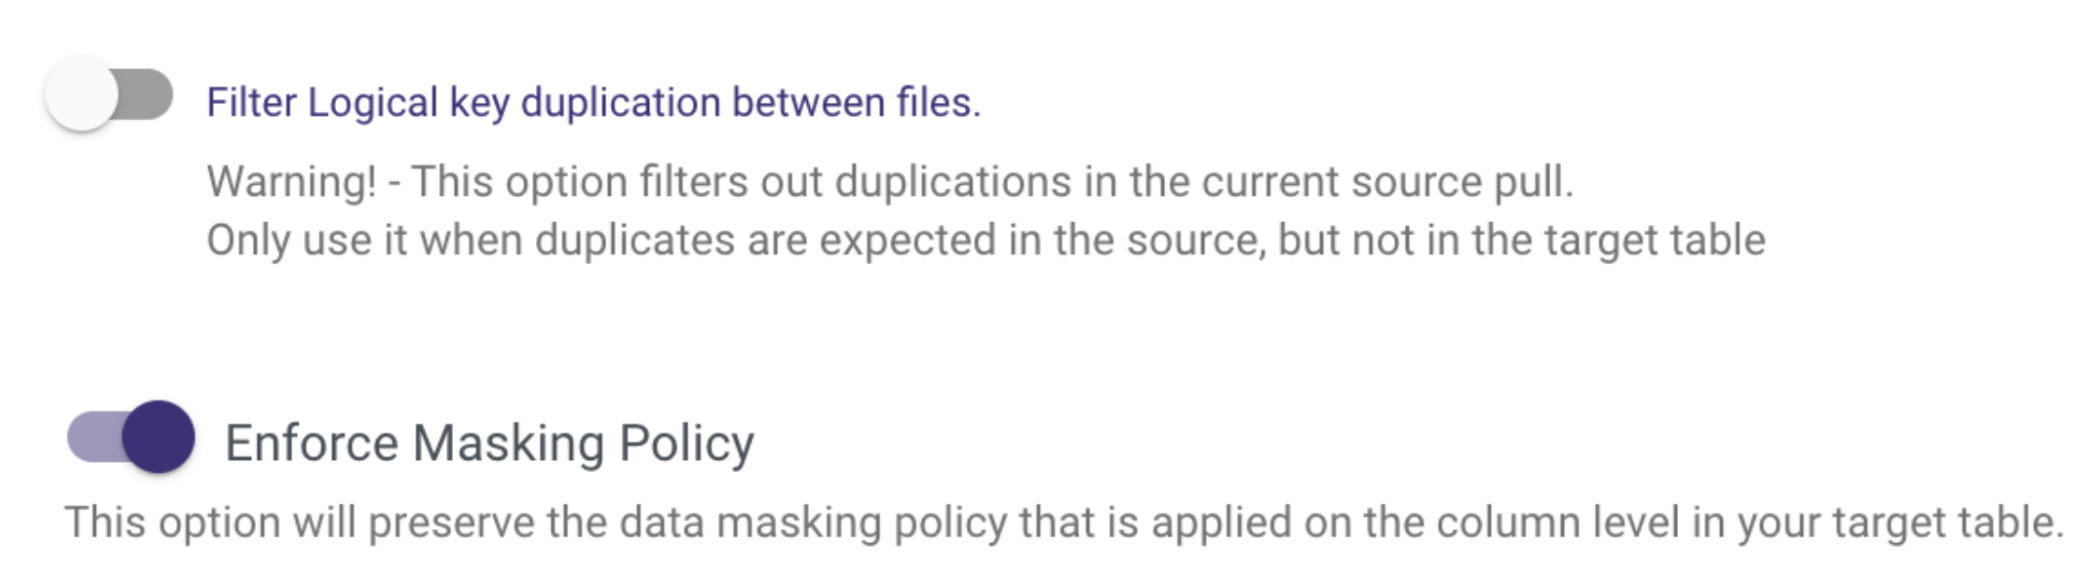 Filter Logical key duplication between files.
Warning! - This option filters out duplications in the current source pull.
Only use it when duplicates are expected in the source, but not in the target table
Enforce Masking Policy
This option will preserve the data masking policy that is applied on the column level in your target table.